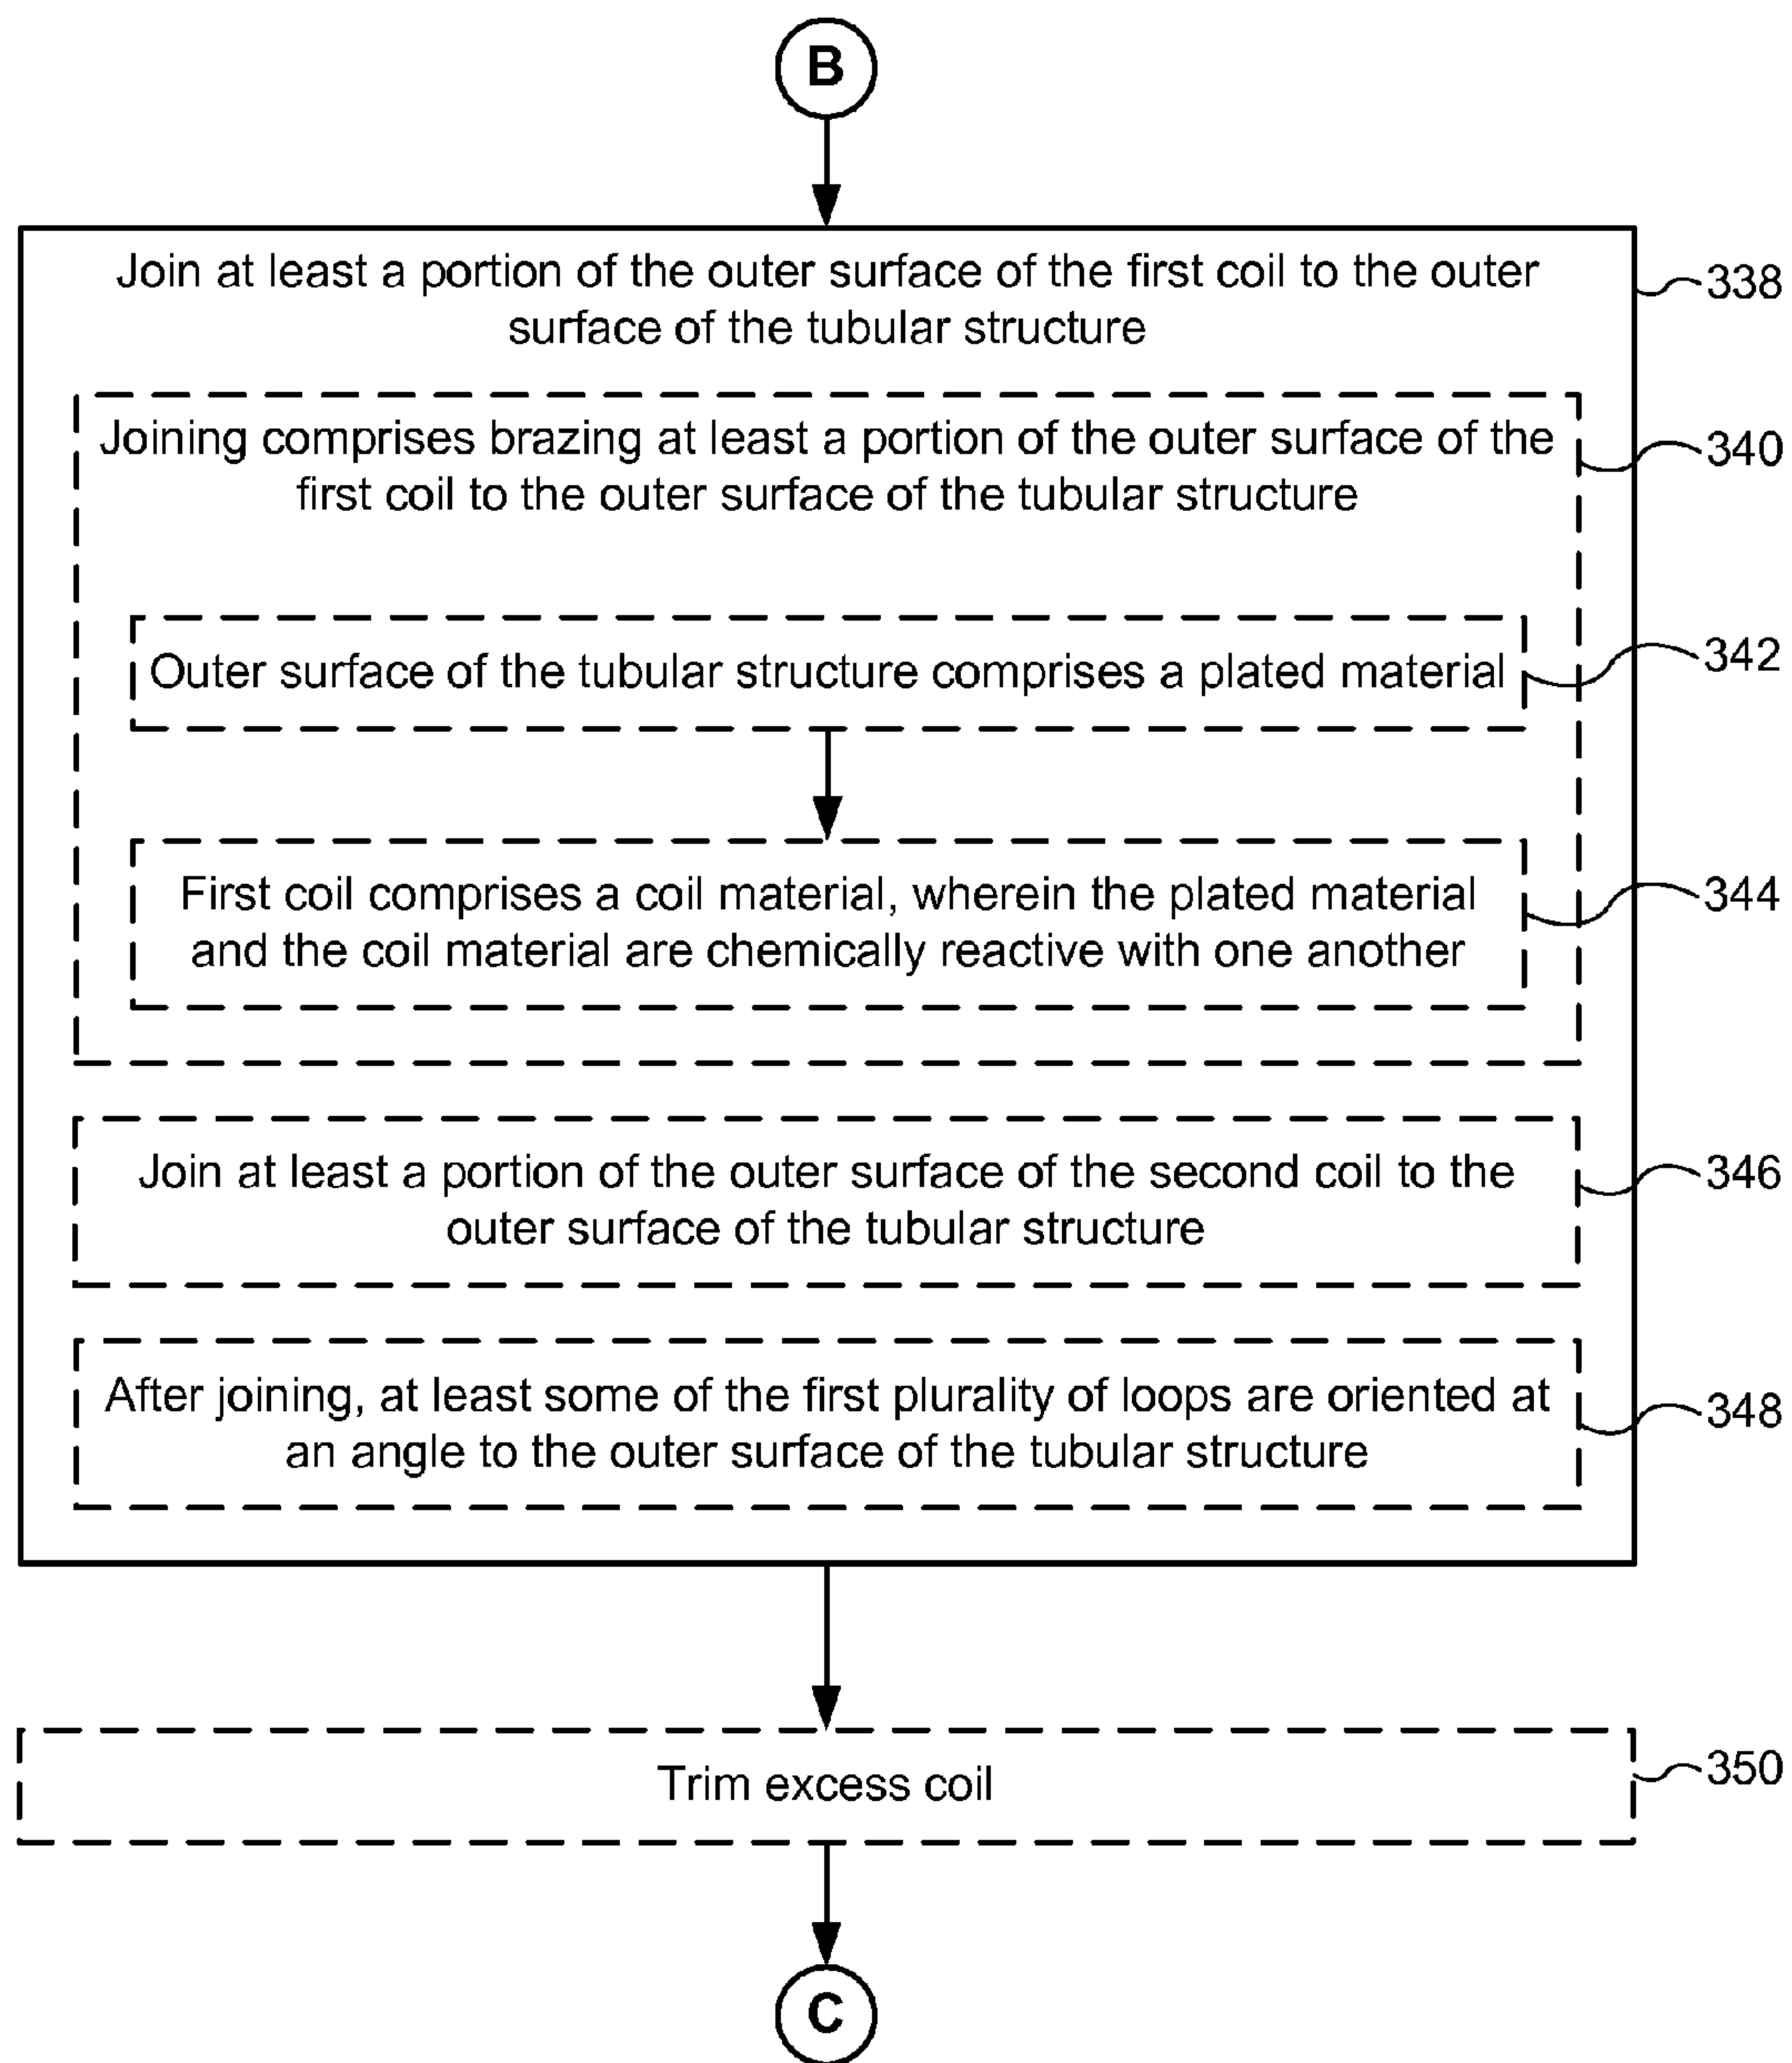 B
Join at least a portion of the outer surface of the first coil to the outer
surface of the tubular structure
338
Joining comprises brazing at least a portion of the outer surface of the
first coil to the outer surface of the tubular structure
340
Outer surface of the tubular structure comprises a plated material
342
First coil comprises a coil material, wherein the plated material
and the coil material are chemically reactive with one another
344
Join at least a portion of the outer surface of the second coil to the
outer surface of the tubular structure
346
After joining, at least some of the first plurality of loops are oriented at
an angle to the outer surface of the tubular structure
348
Trim excess coil
350
C